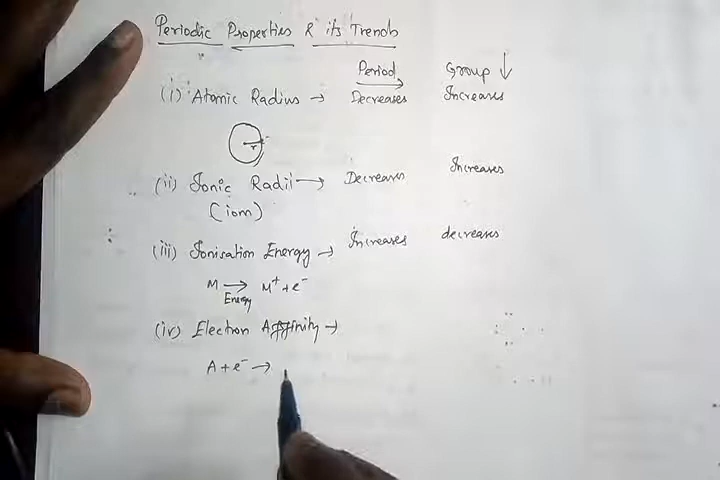 Periodic Properties & its Trends
Period → Group ↓
(i) Atomic Radius → Decreases Increases
r e-
(ii) Ionic Radii → Decreases Increases
(ion)
(iii) Ionisation Energy → Increases decreases
M → M⁺ + e⁻
Energy
(iv) Electron Affinity →
A + e⁻ →